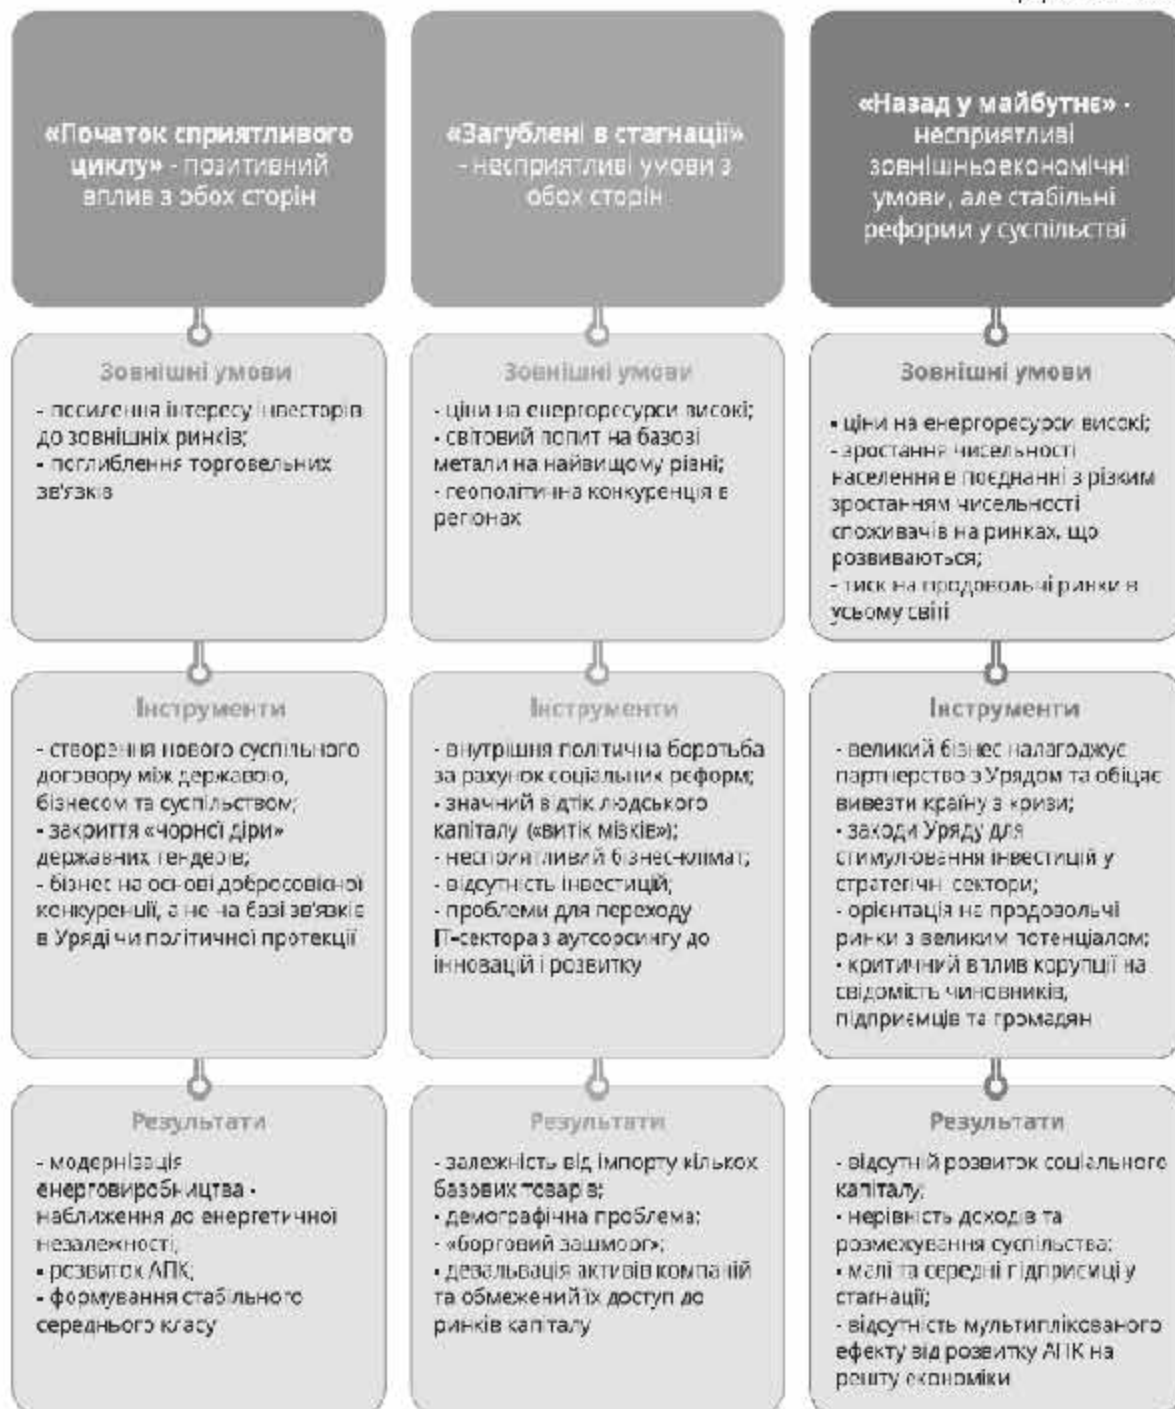 «Початок сприятливого
циклу» - позитивний
вплив з обох сторін
Зовнішні умови
- посилення інтересу інвесторів
до зовнішніх ринків;
- поглиблення торговельних
зв'язків
Інструменти
- створення нового суспільного
договору між державою,
бізнесом та суспільством;
- закриття «чорної діри»
державних тендерів;
- бізнес на основі добросовісної
конкуренції, а не на базі зв'язків
в Уряді чи політичної протекції
Результати
- модернізація
енерговиробництва -
наближення до енергетичної
незалежності;
- розвиток АПК;
- формування стабільного
середнього класу
«Загублені в стагнації»
- несприятливі умови з
обох сторін
Зовнішні умови
- ціни на енергоресурси високі;
- світовий попит на базові
метали на найвищому рівні;
- геополітична конкуренція в
регіонах
Інструменти
- внутрішня політична боротьба
за рахунок соціальних реформ;
- значний відтік людського
капіталу («витік мізків»);
- несприятливий бізнес-клімат;
- відсутність інвестицій;
- проблеми для переходу
ІТ-сектора з аутсорсингу до
інновацій і розвитку
Результати
- залежність від імпорту кількох
базових товарів;
- демографічна проблема;
- «борговий зашморг»;
- девальвація активів компаній
та обмежений їх доступ до
ринків капіталу
«Назад у майбутнє» -
несприятливі
зовнішньоекономічні
умови, але стабільні
реформи у суспільстві
Зовнішні умови
- ціни на енергоресурси високі;
- зростання чисельності
населення в поєднанні з різким
зростанням чисельності
споживачів на ринках, що
розвиваються;
- тиск на продовольчі ринки в
усьому світі
Інструменти
- великий бізнес налагоджує
партнерство з Урядом та обіцяє
вивезти країну з кризи;
- заходи Уряду для
стимулювання інвестицій у
стратегічні сектори;
- орієнтація на продовольчі
ринки з великим потенціалом;
- критичний вплив корупції на
свідомість чиновників,
підприємців та громадян
Результати
- відсутній розвиток соціального
капіталу;
- нерівність доходів та
розмежування суспільства;
- малі та середні підприємці у
стагнації;
- відсутність мультиплікованого
ефекту від розвитку АПК на
решту економіки